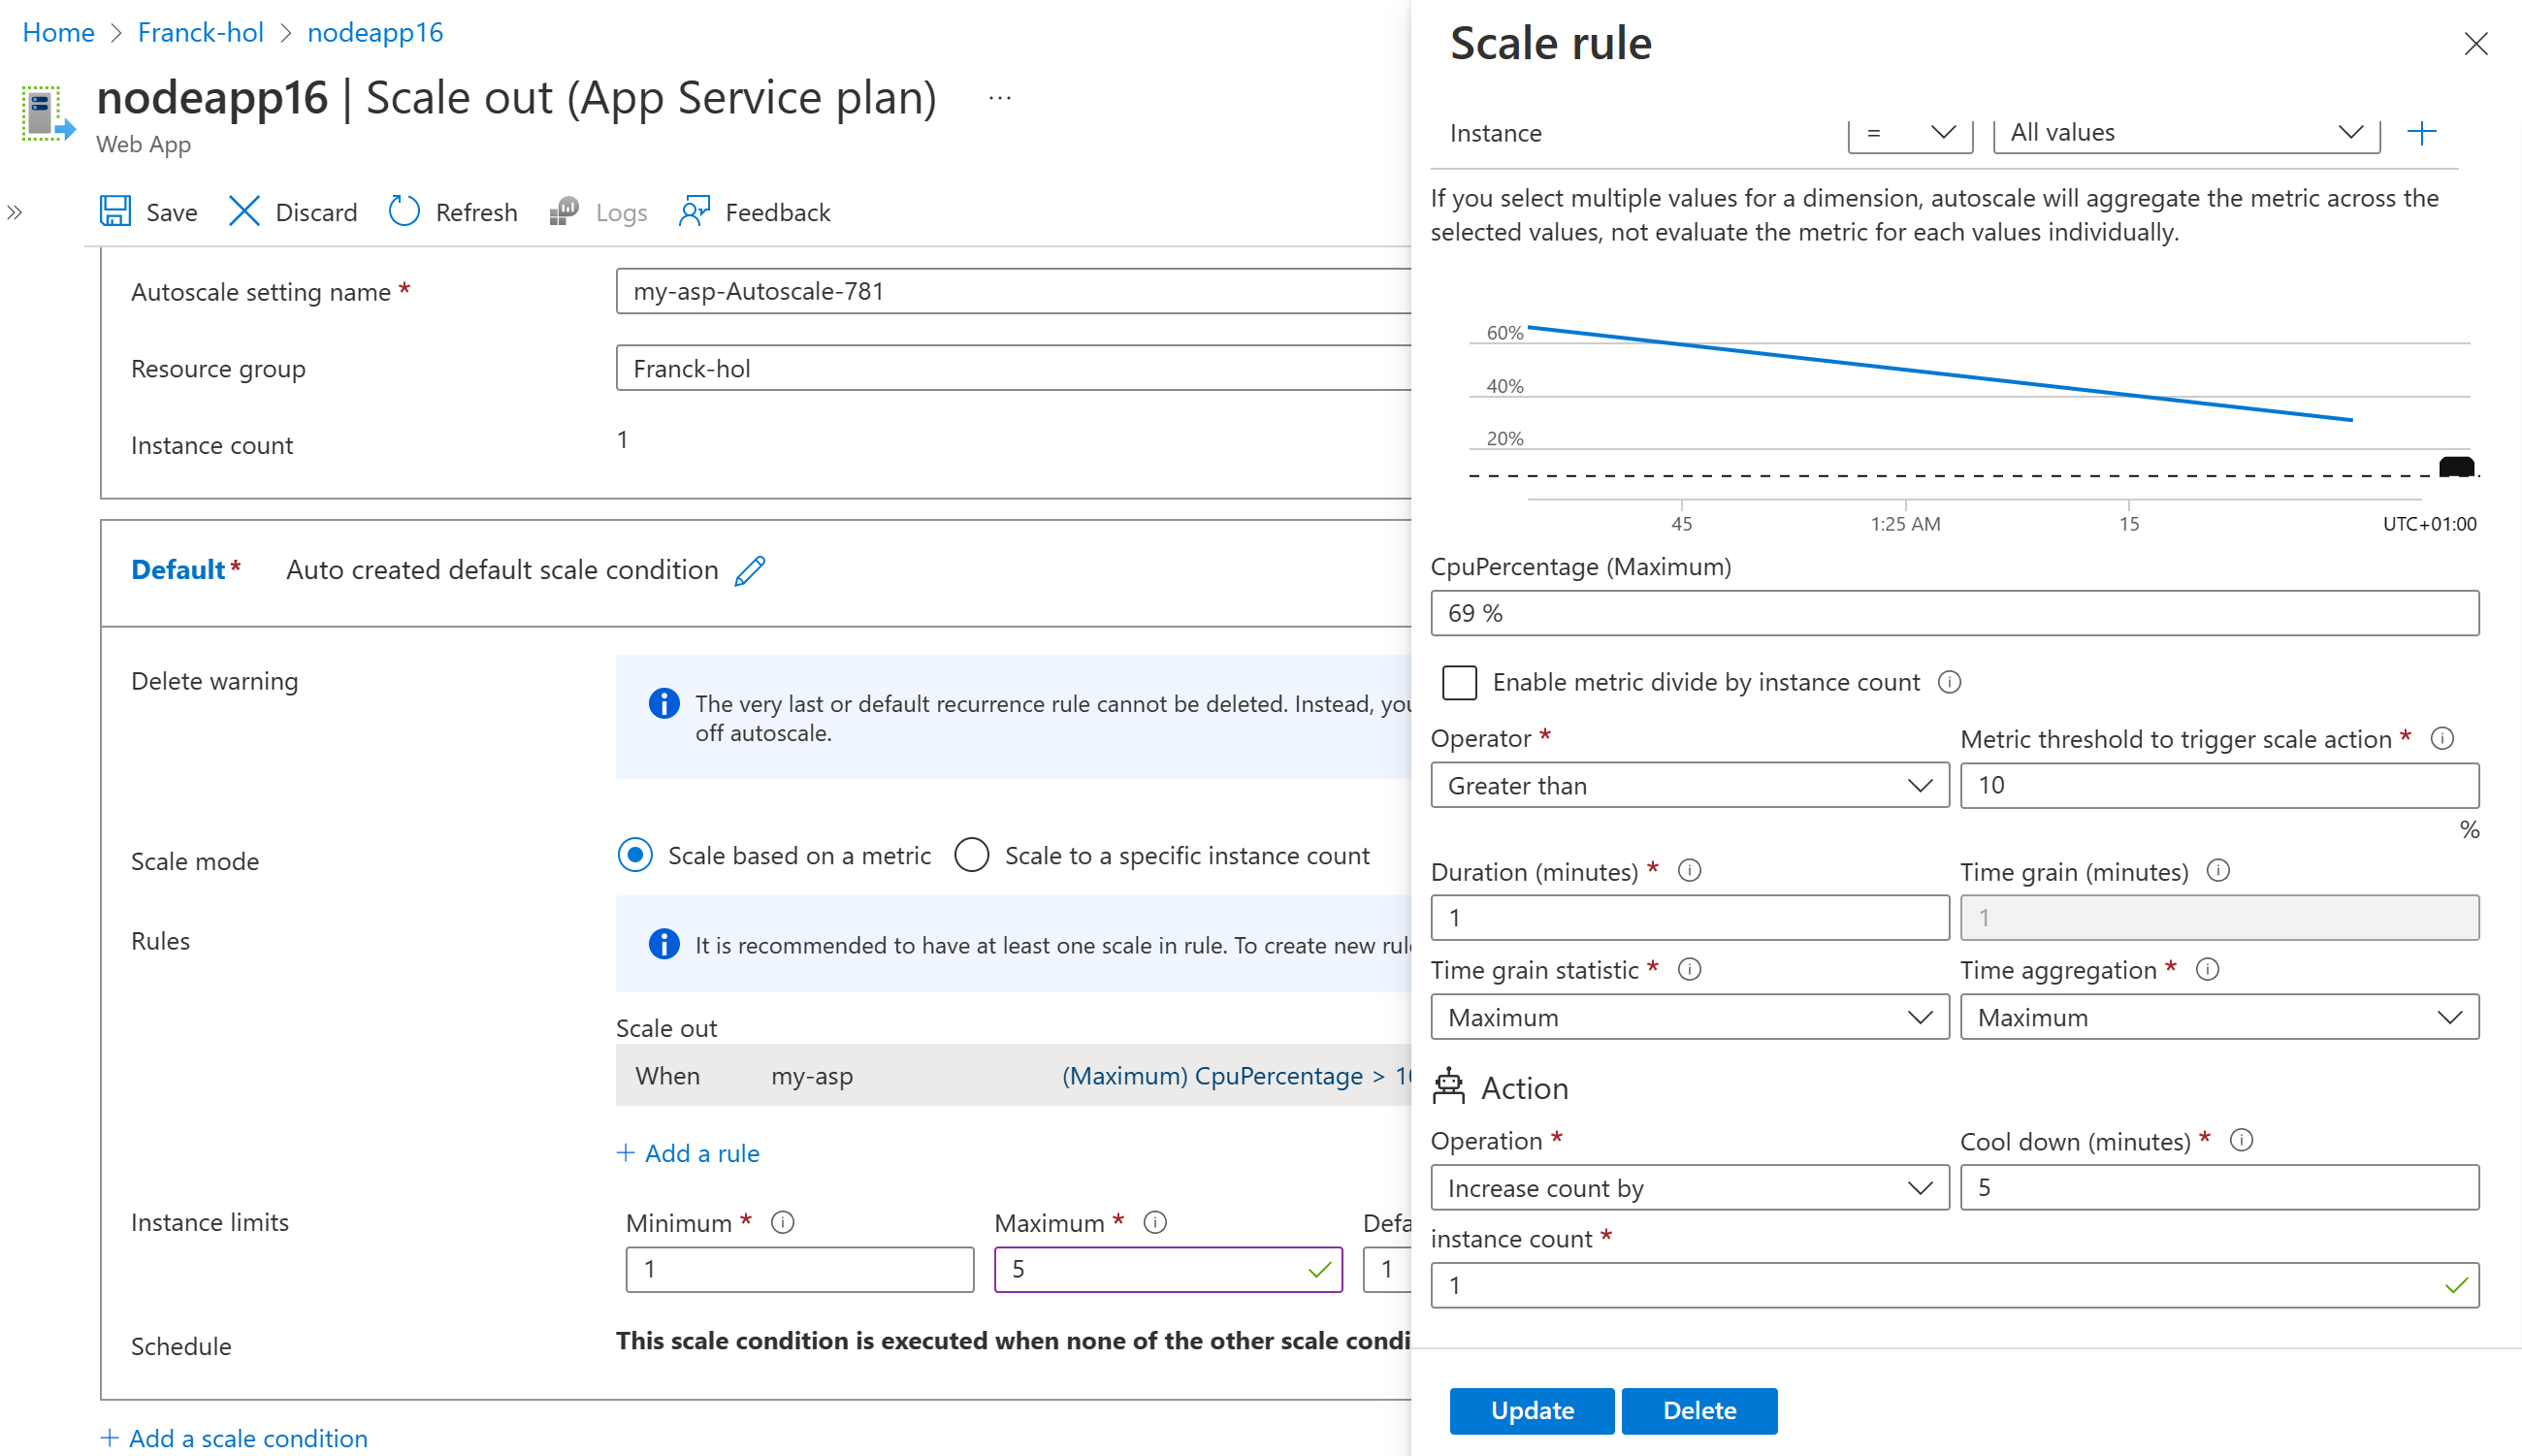 Home > Franck-hol > nodeapp16
nodeapp16 | Scale out (App Service plan) ...
Web App
Save Discard Refresh Logs Feedback
Autoscale setting name *
my-asp-Autoscale-781
Resource group
Franck-hol
Instance count
1
Default* Auto created default scale condition
Delete warning
The very last or default recurrence rule cannot be deleted. Instead, you
off autoscale.
Scale mode
Scale based on a metric Scale to a specific instance count
Rules
It is recommended to have at least one scale in rule. To create new
Scale out
When my-asp (Maximum) CpuPercentage >
+ Add a rule
Instance limits
Minimum * Maximum *
1 5 1
Schedule
This scale condition is executed when none of the other scale
+ Add a scale condition
Scale rule
Instance = All values
If you select multiple values for a dimension, autoscale will aggregate the metric across the
selected values, not evaluate the metric for each values individually.
60%
40%
20%
45 1:25 AM 15 UTC+01:00
CpuPercentage (Maximum)
69 %
Enable metric divide by instance count
Operator * Metric threshold to trigger scale action *
Greater than 10
%
Duration (minutes) * Time grain (minutes)
1 1
Time grain statistic * Time aggregation *
Maximum Maximum
Action
Operation * Cool down (minutes) *
Increase count by 5
instance count *
1
Update Delete